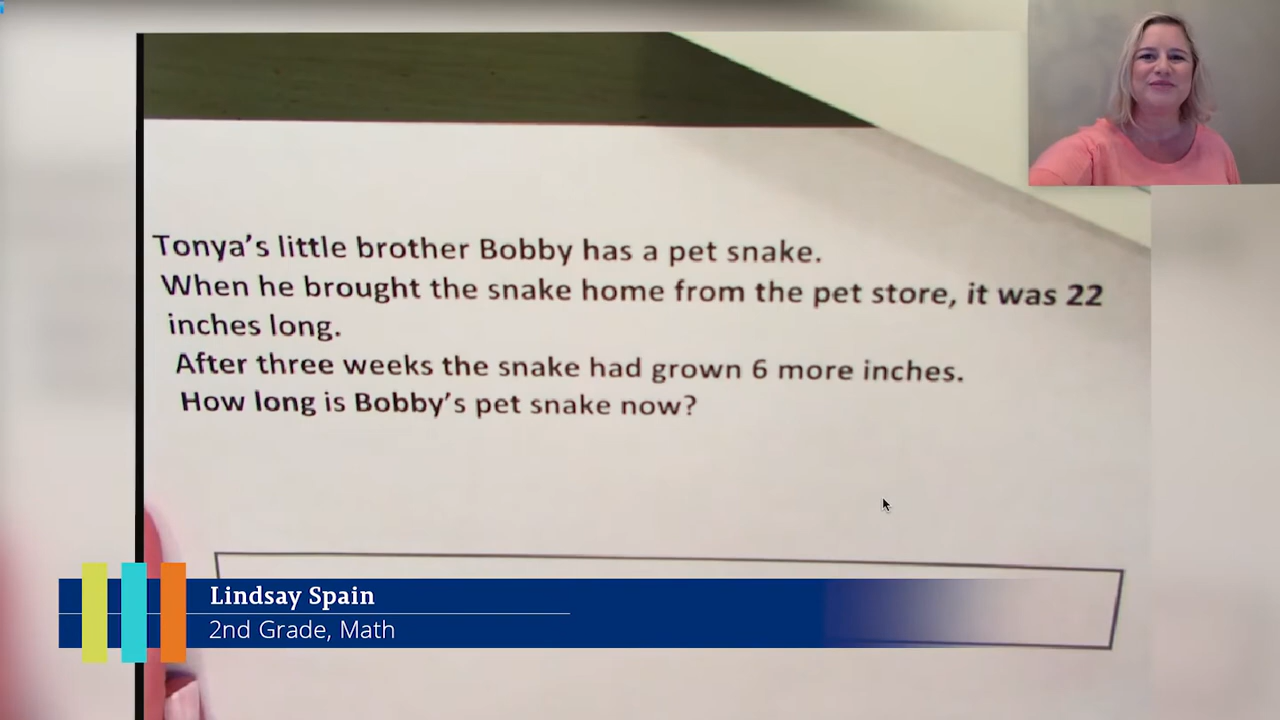 Tonya's little brother Bobby has a pet snake.
When he brought the snake home from the pet store, it was 22
inches long.
After three weeks the snake had grown 6 more inches.
How long is Bobby's pet snake now?
Lindsay Spain
2nd Grade, Math